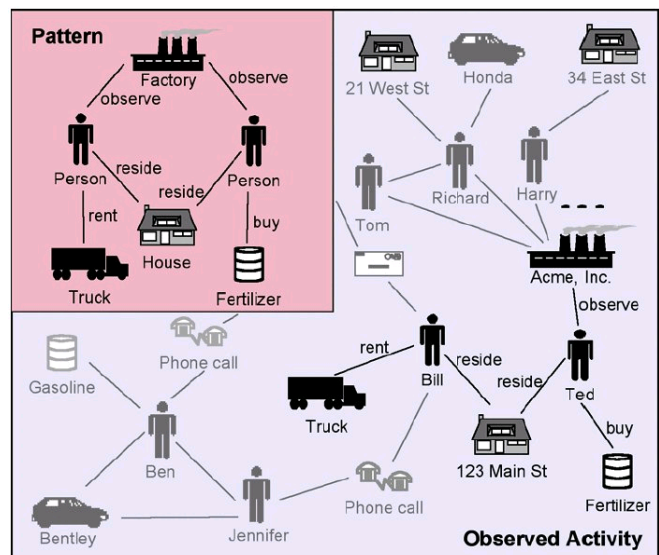 Pattern
Factory
observe
observe
Person
Person
reside
reside
rent
buy
House
Truck
Fertilizer
21 West St
Honda
34 East St
Tom
Richard
Harry
Acme, Inc.
observe
Phone call
Gasoline
rent
Bill
reside
reside
Ted
Truck
buy
Ben
123 Main St
Phone call
Fertilizer
Bentley
Jennifer
Observed Activity